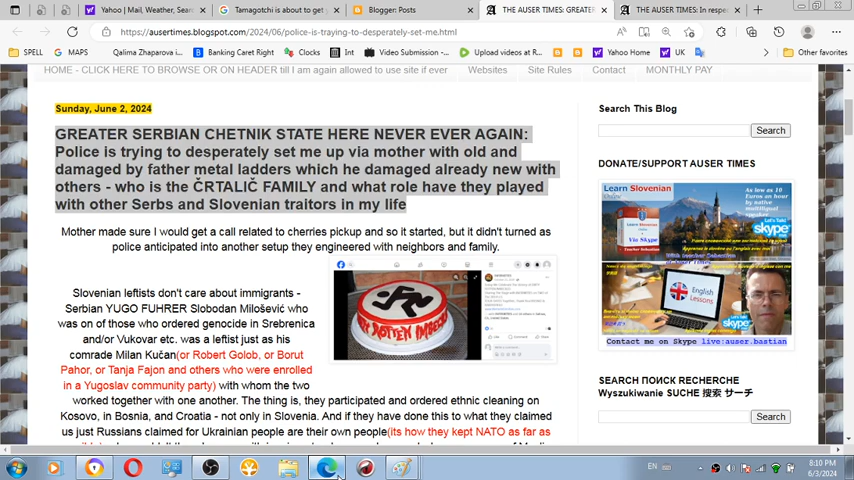 Yahoo | Mail, Weather, Sear
Tamagotchi is about to get
Blogger: Posts
THE AUSER TIMES: GREATE
THE AUSER TIMES: In resp
https://ausertimes.blogspot.com/2024/06/police-is-traying-to-desperately-set-me.html
SPELL
MAPS
Qalima Zhaparova i...
Banking Caret Right
Clocks
Int
Video Submission -...
Upload videos at R...
Yahoo Home
UK
Other favorites
HOME - CLICK HERE TO BROWSE OR ON HEADER till I am again allowed to use site if ever
Websites
Site Rules
Contact
MONTHLY PAY
Sunday, June 2, 2024
GREATER SERBIAN CHETNIK STATE HERE NEVER EVER AGAIN:
Police is trying to desperately set me up via mother with old and
damaged by father metal ladders which he damaged already new with
others - who is the ČRTALIČ FAMILY and what role have they played
with other Serbs and Slovenian traitors in my life
Mother made sure I would get a call related to cherries pickup and so it started, but it didn't turned as
police anticipated into another setup they engineered with neighbors and family.
Slovenian leftists don't care about immigrants -
Serbian YUGO FUHRER Slobodan Milošević who
was on of those who ordered genocide in Srebrenica
and/or Vukovar etc. was a leftist just as his
comrade Milan Kučan(or Robert Golob, or Borut
Pahor, or Tanja Fajon and others who were enrolled
in a Yugoslav community party) with whom the two
worked together with one another. The thing is, they participated and ordered ethnic cleaning on
Kosovo, in Bosnia, and Croatia - not only in Slovenia. And if they have done this to what they claimed
us just Russians claimed for Ukrainian people are their own people(its how they kept NATO as far as
Search This Blog
Search
DONATE/SUPPORT AUSER TIMES
Learn Slovenian
Via Skype
As low as 10
Euros an hour
by native
multilingual
Let's Talk
skype
English
Lessons
Let's Talk
skype
Contact me on Skype live:auser.bastian
SEARCH ПОИСК RECHERCHE
Wyszukiwanie SUCHE 搜索 サーチ
Search
EN
8:10 PM
6/3/2024